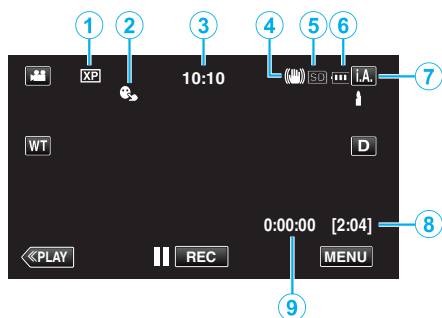 1 2 3 4 5 6
XP 10:10 SD i.A.
7
WT D
0:00:00 [2:04] 8
≪PLAY REC MENU
9